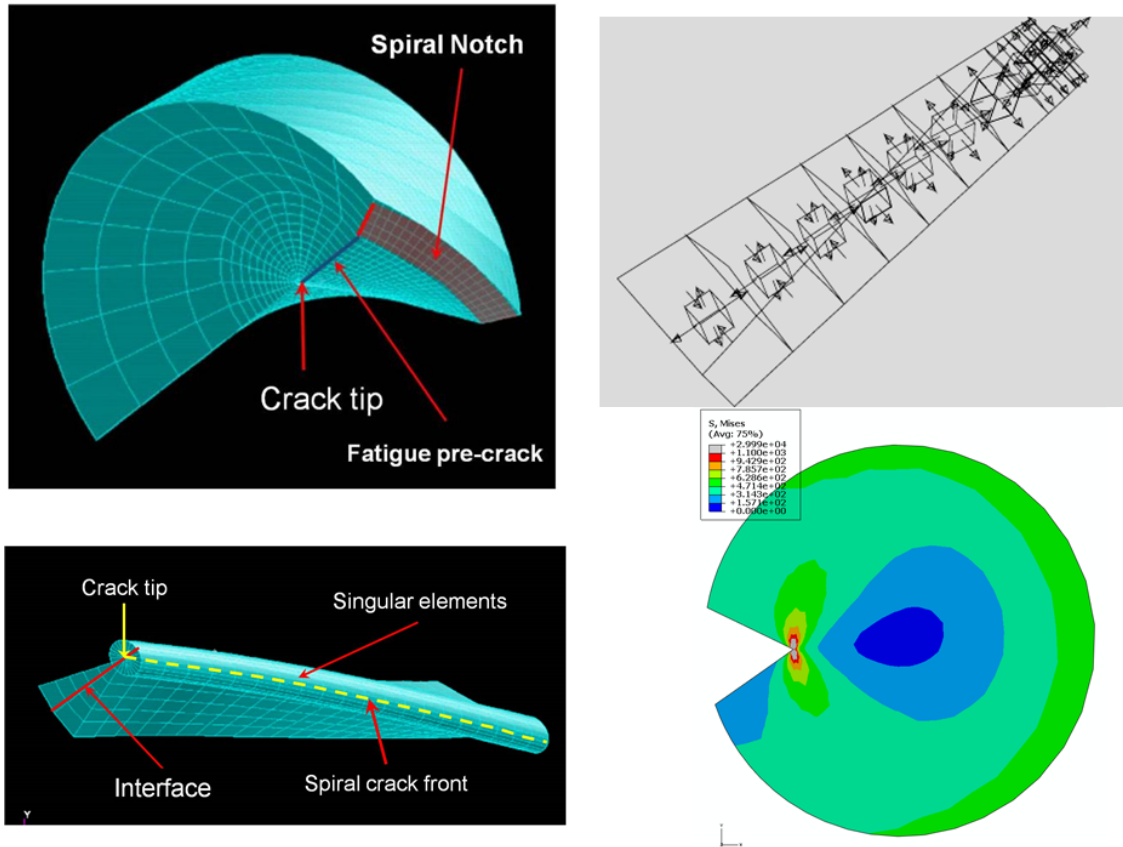 Spiral Notch
Crack tip
Fatigue pre-crack
S, Mises
(Avg: 75%)
+2.999e+04
+1.100e+03
+9.429e+02
+7.857e+02
+6.286e+02
+4.714e+02
+3.143e+02
+1.571e+02
+0.000e+00
Crack tip
Singular elements
Interface
Spiral crack front
Y